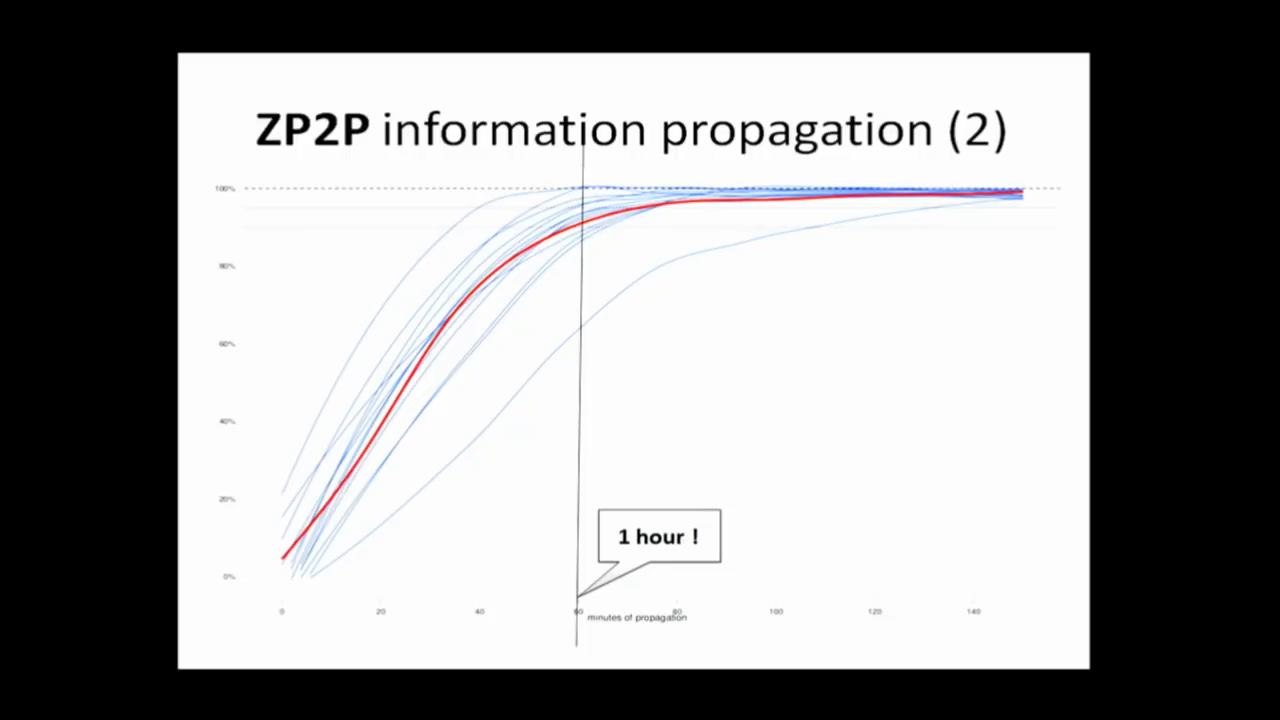 ZP2P information propagation (2)
100%
80%
60%
40%
20%
0%
1 hour !
0 20 40 60 80 100 120 140
minutes of propagation